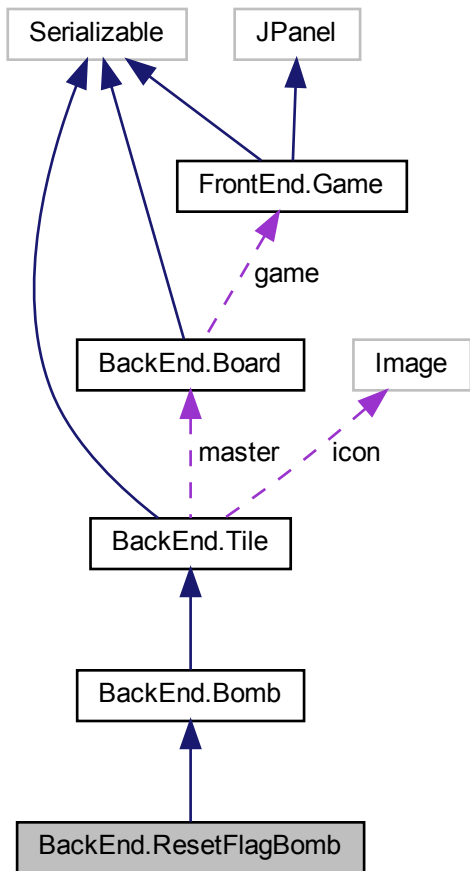 Serializable
JPanel
FrontEnd.Game
game
BackEnd.Board
Image
master
icon
BackEnd.Tile
BackEnd.Bomb
BackEnd.ResetFlagBomb